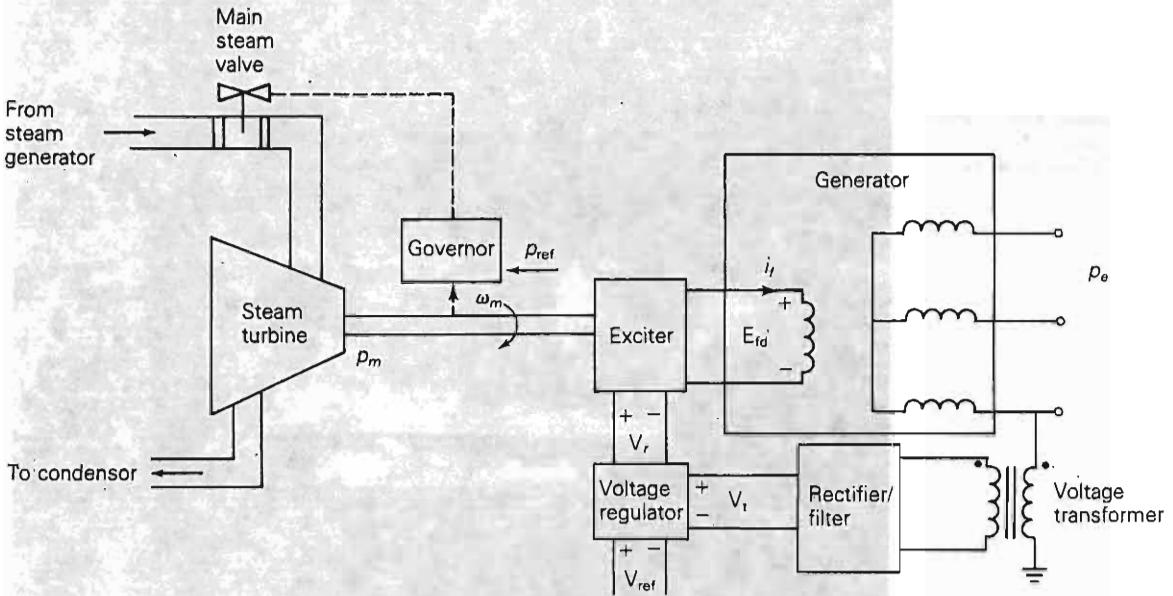 Main
steam
valve
From
steam
generator
Generator
Governor
p_ref
i_f
p_e
ω_m
+
Steam
turbine
Exciter
E_fd
p_m
−
+ −
V_r
To condensor
Voltage
regulator
+
V_t
−
Rectifier/
filter
Voltage
transformer
+ −
V_ref